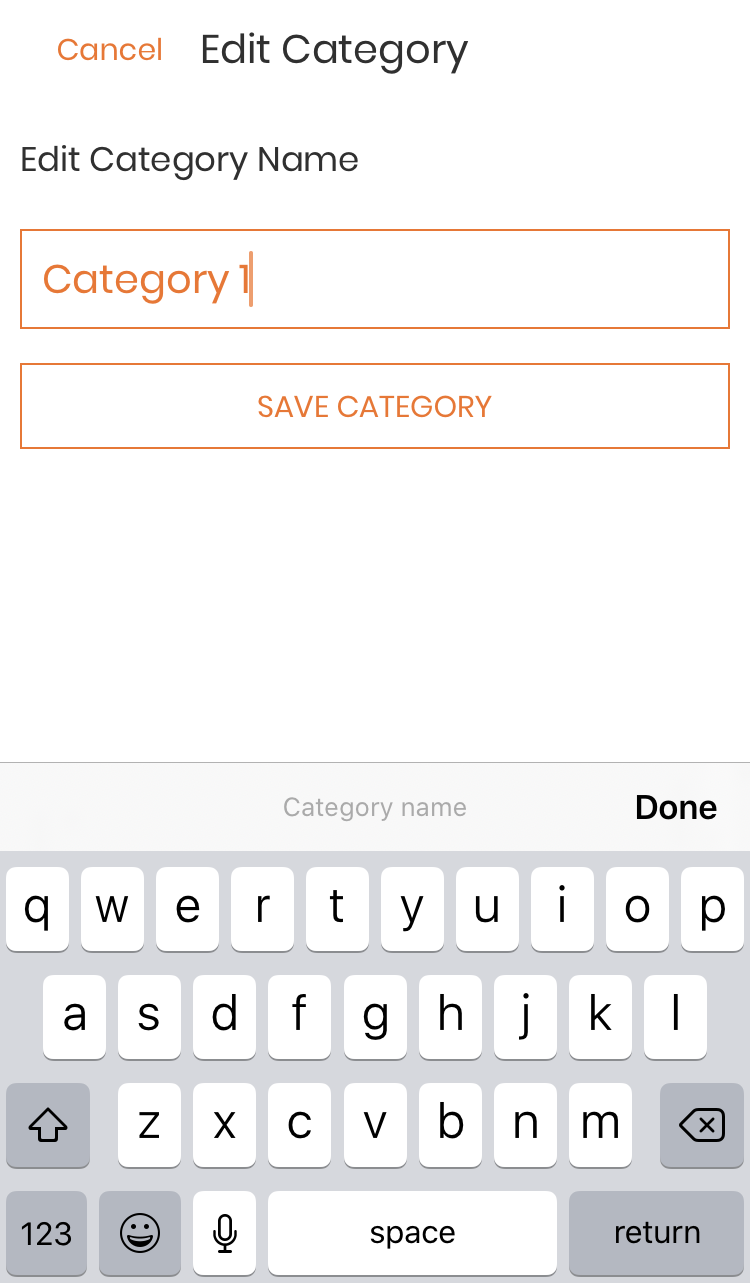 Cancel Edit Category
Edit Category Name
Category 1
SAVE CATEGORY
Category name Done
q w e r t y u i o p
a s d f g h j k l
z x c v b n m
123 space return